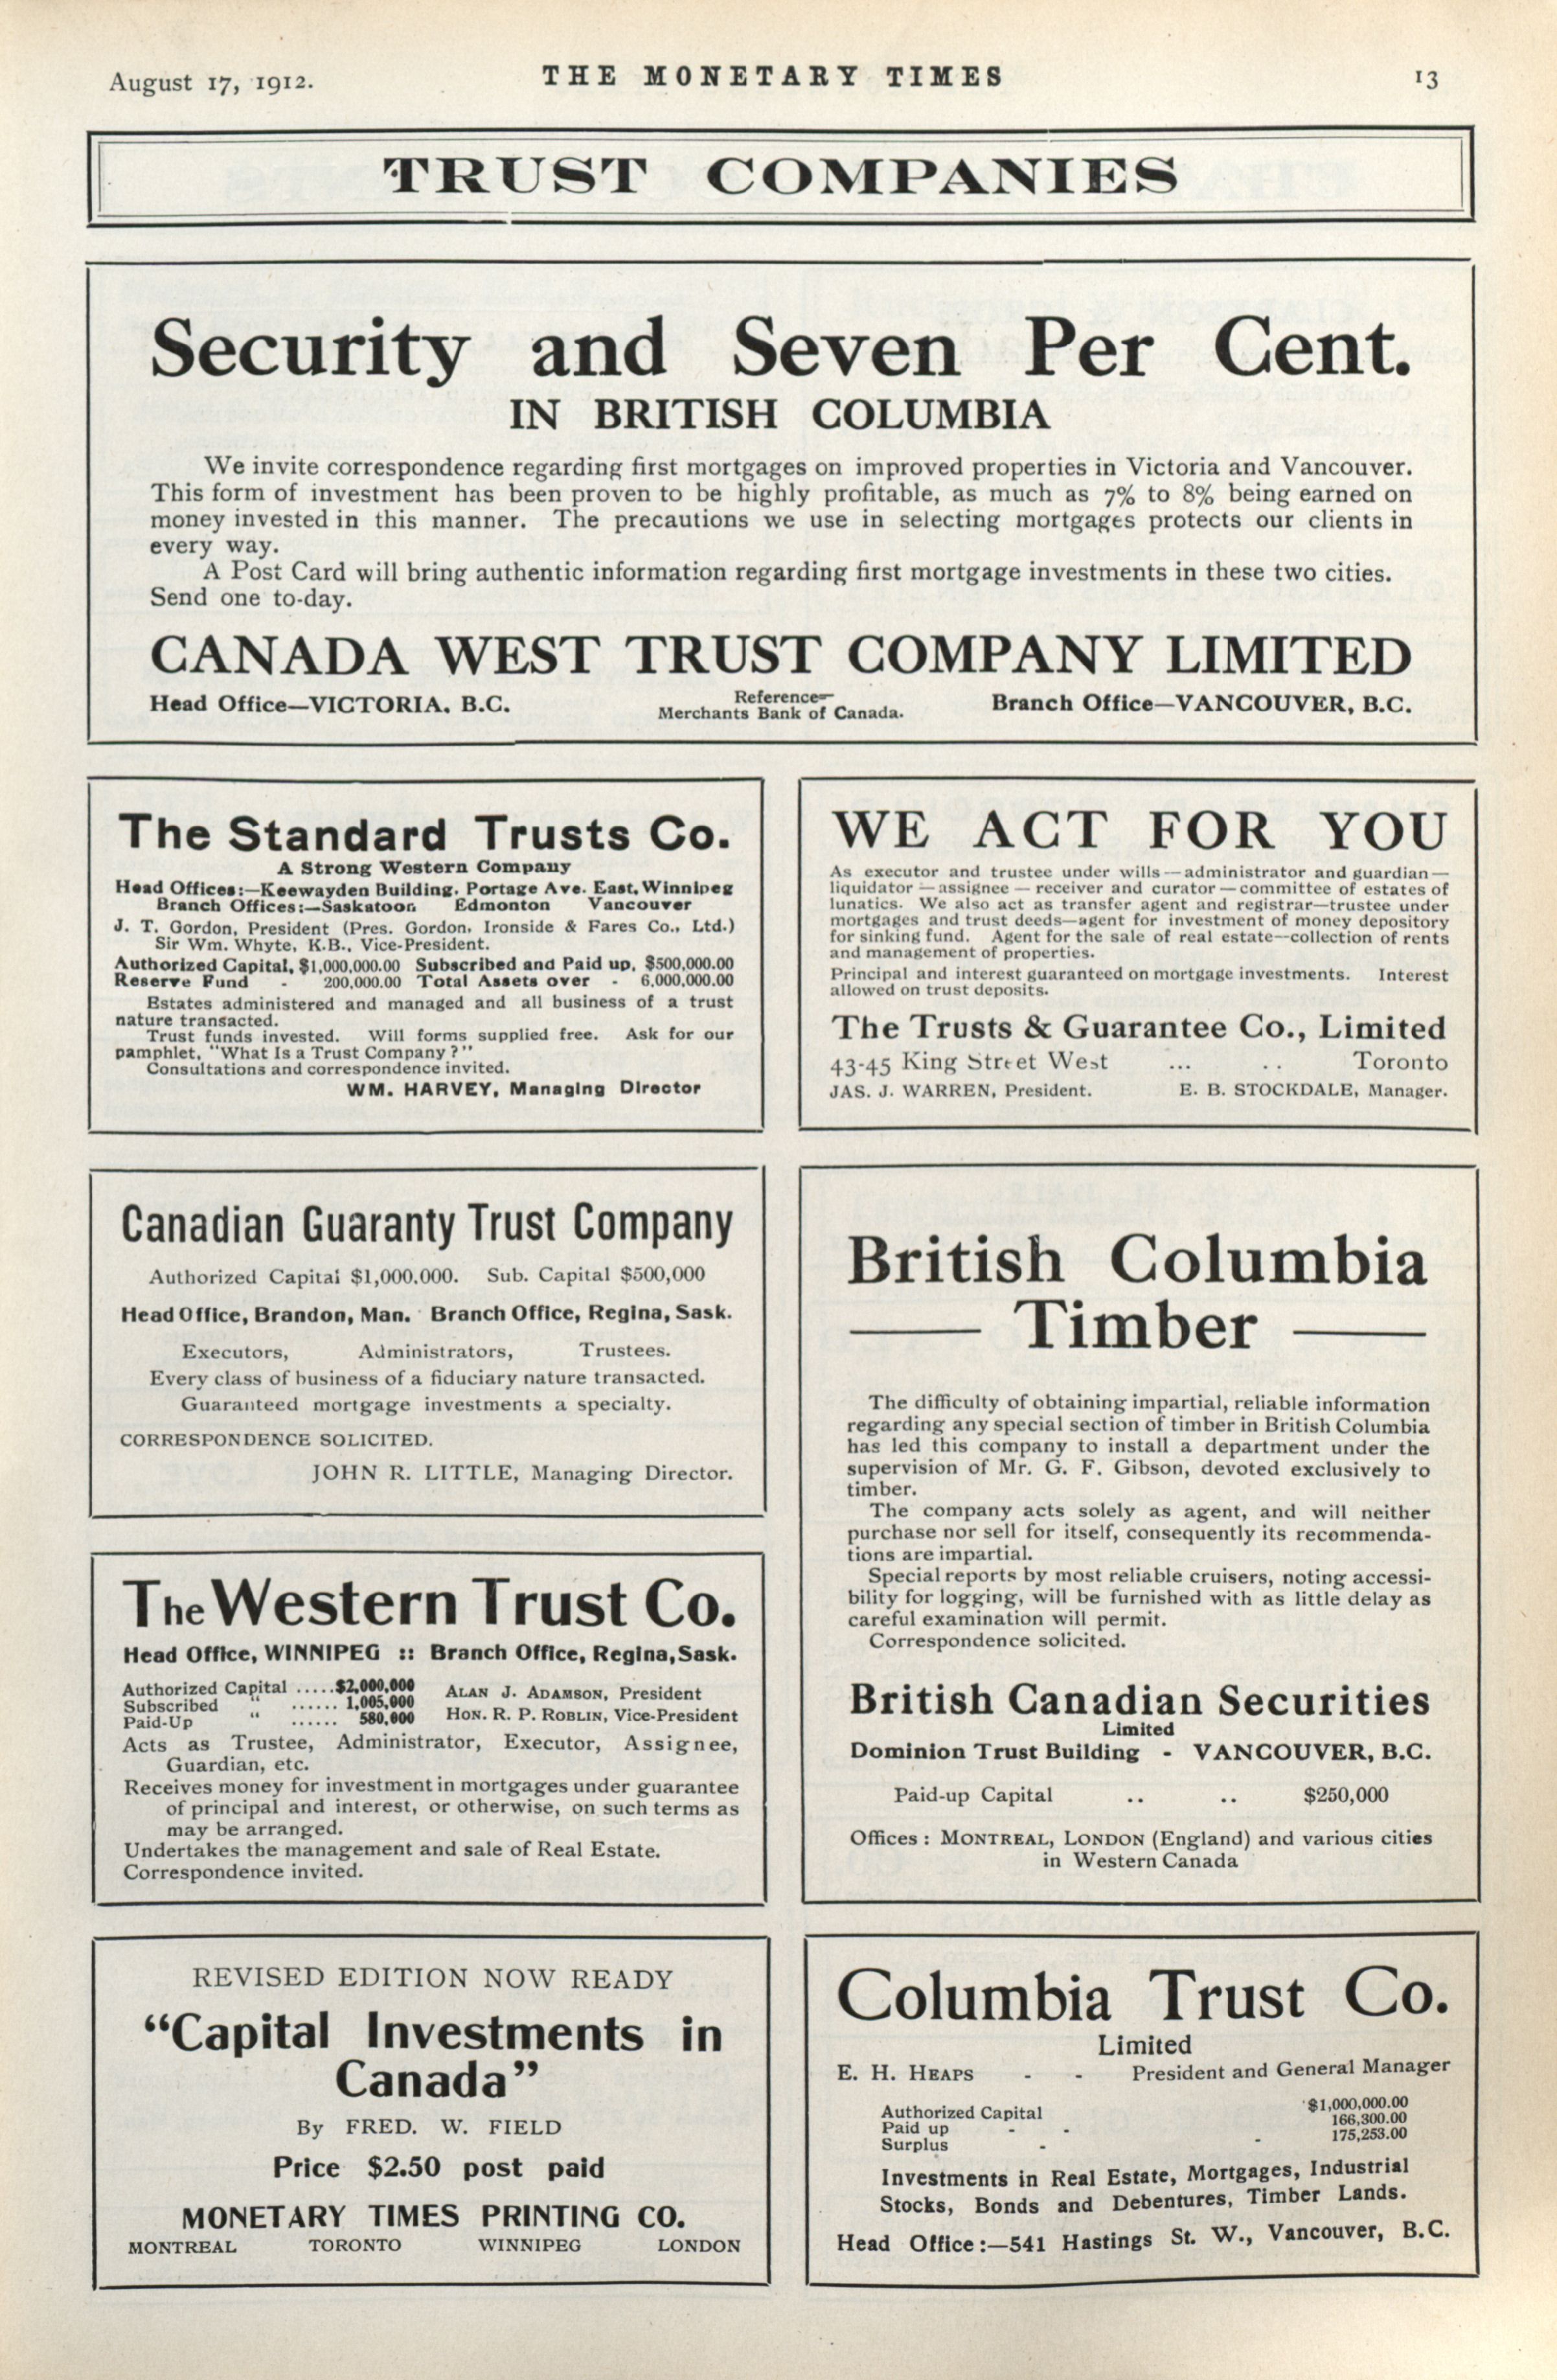 August 17, 1912.
THE MONETARY TIMES
13
TRUST COMPANIES
Security and Seven Per Cent.
IN BRITISH COLUMBIA
We invite correspondence regarding first mortgages on improved properties in Victoria and Vancouver.
This form of investment has been proven to be highly profitable, as much as 7% to 8% being earned on
money invested in this manner. The precautions we use in selecting mortgages protects our clients in
every way.
A Post Card will bring authentic information regarding first mortgage investments in these two cities.
Send one to-day.
CANADA WEST TRUST COMPANY LIMITED
Head Office—VICTORIA, B.C.
Reference—
Merchants Bank of Canada.
Branch Office—VANCOUVER, B.C.
The Standard Trusts Co.
A Strong Western Company
Head Offices:—Keewayden Building, Portage Ave. East, Winnipeg
Branch Offices:—Saskatoon Edmonton Vancouver
J. T. Gordon, President (Pres. Gordon, Ironside & Fares Co., Ltd.)
Sir Wm. Whyte, K.B., Vice-President.
Authorized Capital, $1,000,000.00 Subscribed and Paid up, $500,000.00
Reserve Fund - 200,000.00 Total Assets over - 6,000,000.00
Estates administered and managed and all business of a trust
nature transacted.
Trust funds invested. Will forms supplied free. Ask for our
pamphlet, "What Is a Trust Company?"
Consultations and correspondence invited.
WM. HARVEY, Managing Director
WE ACT FOR YOU
As executor and trustee under wills—administrator and guardian—
liquidator—assignee—receiver and curator—committee of estates of
lunatics. We also act as transfer agent and registrar—trustee under
mortgages and trust deeds—agent for investment of money depository
for sinking fund. Agent for the sale of real estate—collection of rents
and management of properties.
Principal and interest guaranteed on mortgage investments. Interest
allowed on trust deposits.
The Trusts & Guarantee Co., Limited
43-45 King Street West ... .. Toronto
JAS. J. WARREN, President. E. B. STOCKDALE, Manager.
Canadian Guaranty Trust Company
Authorized Capital $1,000.000. Sub. Capital $500,000
Head Office, Brandon, Man. Branch Office, Regina, Sask.
Executors, Administrators, Trustees.
Every class of business of a fiduciary nature transacted.
Guaranteed mortgage investments a specialty.
CORRESPONDENCE SOLICITED.
JOHN R. LITTLE, Managing Director.
The Western Trust Co.
Head Office, WINNIPEG :: Branch Office, Regina, Sask.
Authorized Capital .....$2,000,000
Subscribed " ...... 1,005,000
Paid-Up " ...... 580,000
ALAN J. ADAMSON, President
HON. R. P. ROBLIN, Vice-President
Acts as Trustee, Administrator, Executor, Assignee,
Guardian, etc.
Receives money for investment in mortgages under guarantee
of principal and interest, or otherwise, on such terms as
may be arranged.
Undertakes the management and sale of Real Estate.
Correspondence invited.
British Columbia
Timber
The difficulty of obtaining impartial, reliable information
regarding any special section of timber in British Columbia
has led this company to install a department under the
supervision of Mr. G. F. Gibson, devoted exclusively to
timber.
The company acts solely as agent, and will neither
purchase nor sell for itself, consequently its recommenda-
tions are impartial.
Special reports by most reliable cruisers, noting accessi-
bility for logging, will be furnished with as little delay as
careful examination will permit.
Correspondence solicited.
British Canadian Securities
Limited
Dominion Trust Building - VANCOUVER, B.C.
Paid-up Capital .. .. $250,000
Offices : MONTREAL, LONDON (England) and various cities
in Western Canada
REVISED EDITION NOW READY
“Capital Investments in
Canada”
By FRED. W. FIELD
Price $2.50 post paid
MONETARY TIMES PRINTING CO.
MONTREAL TORONTO WINNIPEG LONDON
Columbia Trust Co.
Limited
E. H. HEAPS - - President and General Manager
Authorized Capital $1,000,000.00
Paid up - - 166,300.00
Surplus - - 175,253.00
Investments in Real Estate, Mortgages, Industrial
Stocks, Bonds and Debentures, Timber Lands.
Head Office:—541 Hastings St. W., Vancouver, B.C.